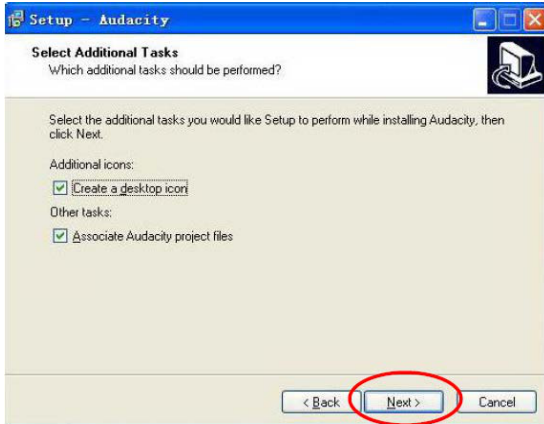 Setup - Audacity
Select Additional Tasks
Which additional tasks should be performed?
Select the additional tasks you would like Setup to perform while installing Audacity, then
click Next.
Additional icons:
Create a desktop icon
Other tasks:
Associate Audacity project files
< Back
Next >
Cancel